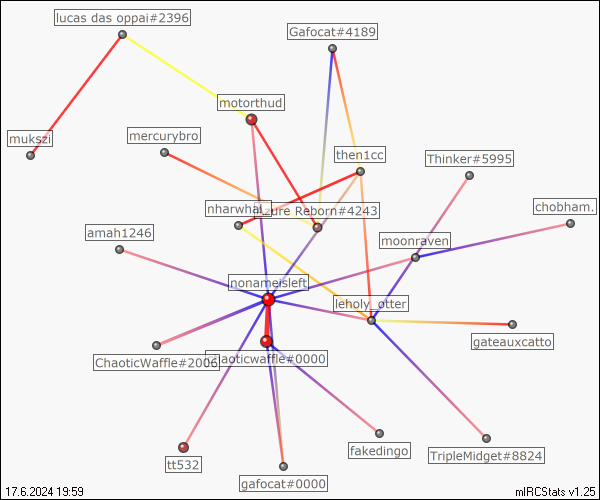 lucas das oppai#2396
Gafocat#4189
motorthud
mukszi
mercurybro
then1cc
Thinker#5995
nharwhal
Azure Reborn#4243
chobham.
amah1246
moonraven
nonameisleft
leholy_otter
ChaoticWaffle#2006
chaoticwaffle#0000
gateauxcatto
tt532
fakedingo
TripleMidget#8824
gafocat#0000
17.6.2024 19:59
mIRCStats v1.25